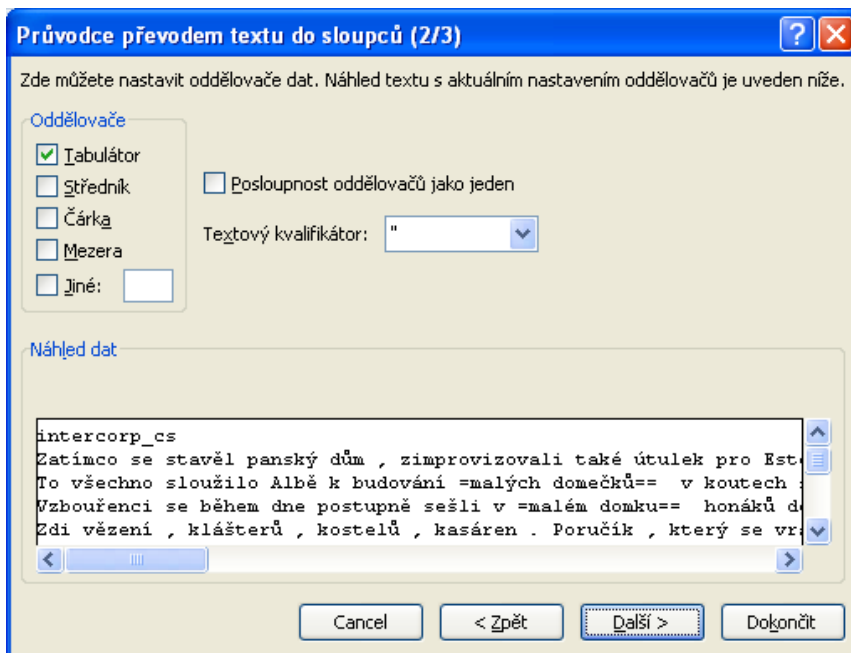 Průvodce převodem textu do sloupců (2/3)
Zde můžete nastavit oddělovače dat. Náhled textu s aktuálním nastavením oddělovačů je uveden níže.
Oddělovače
Tabulátor
Středník
Čárka
Mezera
Jiné:
Posloupnost oddělovačů jako jeden
Textový kvalifikátor: "
Náhled dat
intercorp_cs
Zatímco se stavěl panský dům , zimprovizovali také útulek pro
To všechno sloužilo Albě k budování =malých domečků== v koutech
Vzbouřenci se během dne postupně sešli v =malém domku== honáků
Zdi vězení , klášterů , kostelů , kasáren . Poručík , který se
Cancel
< Zpět
Další >
Dokončit